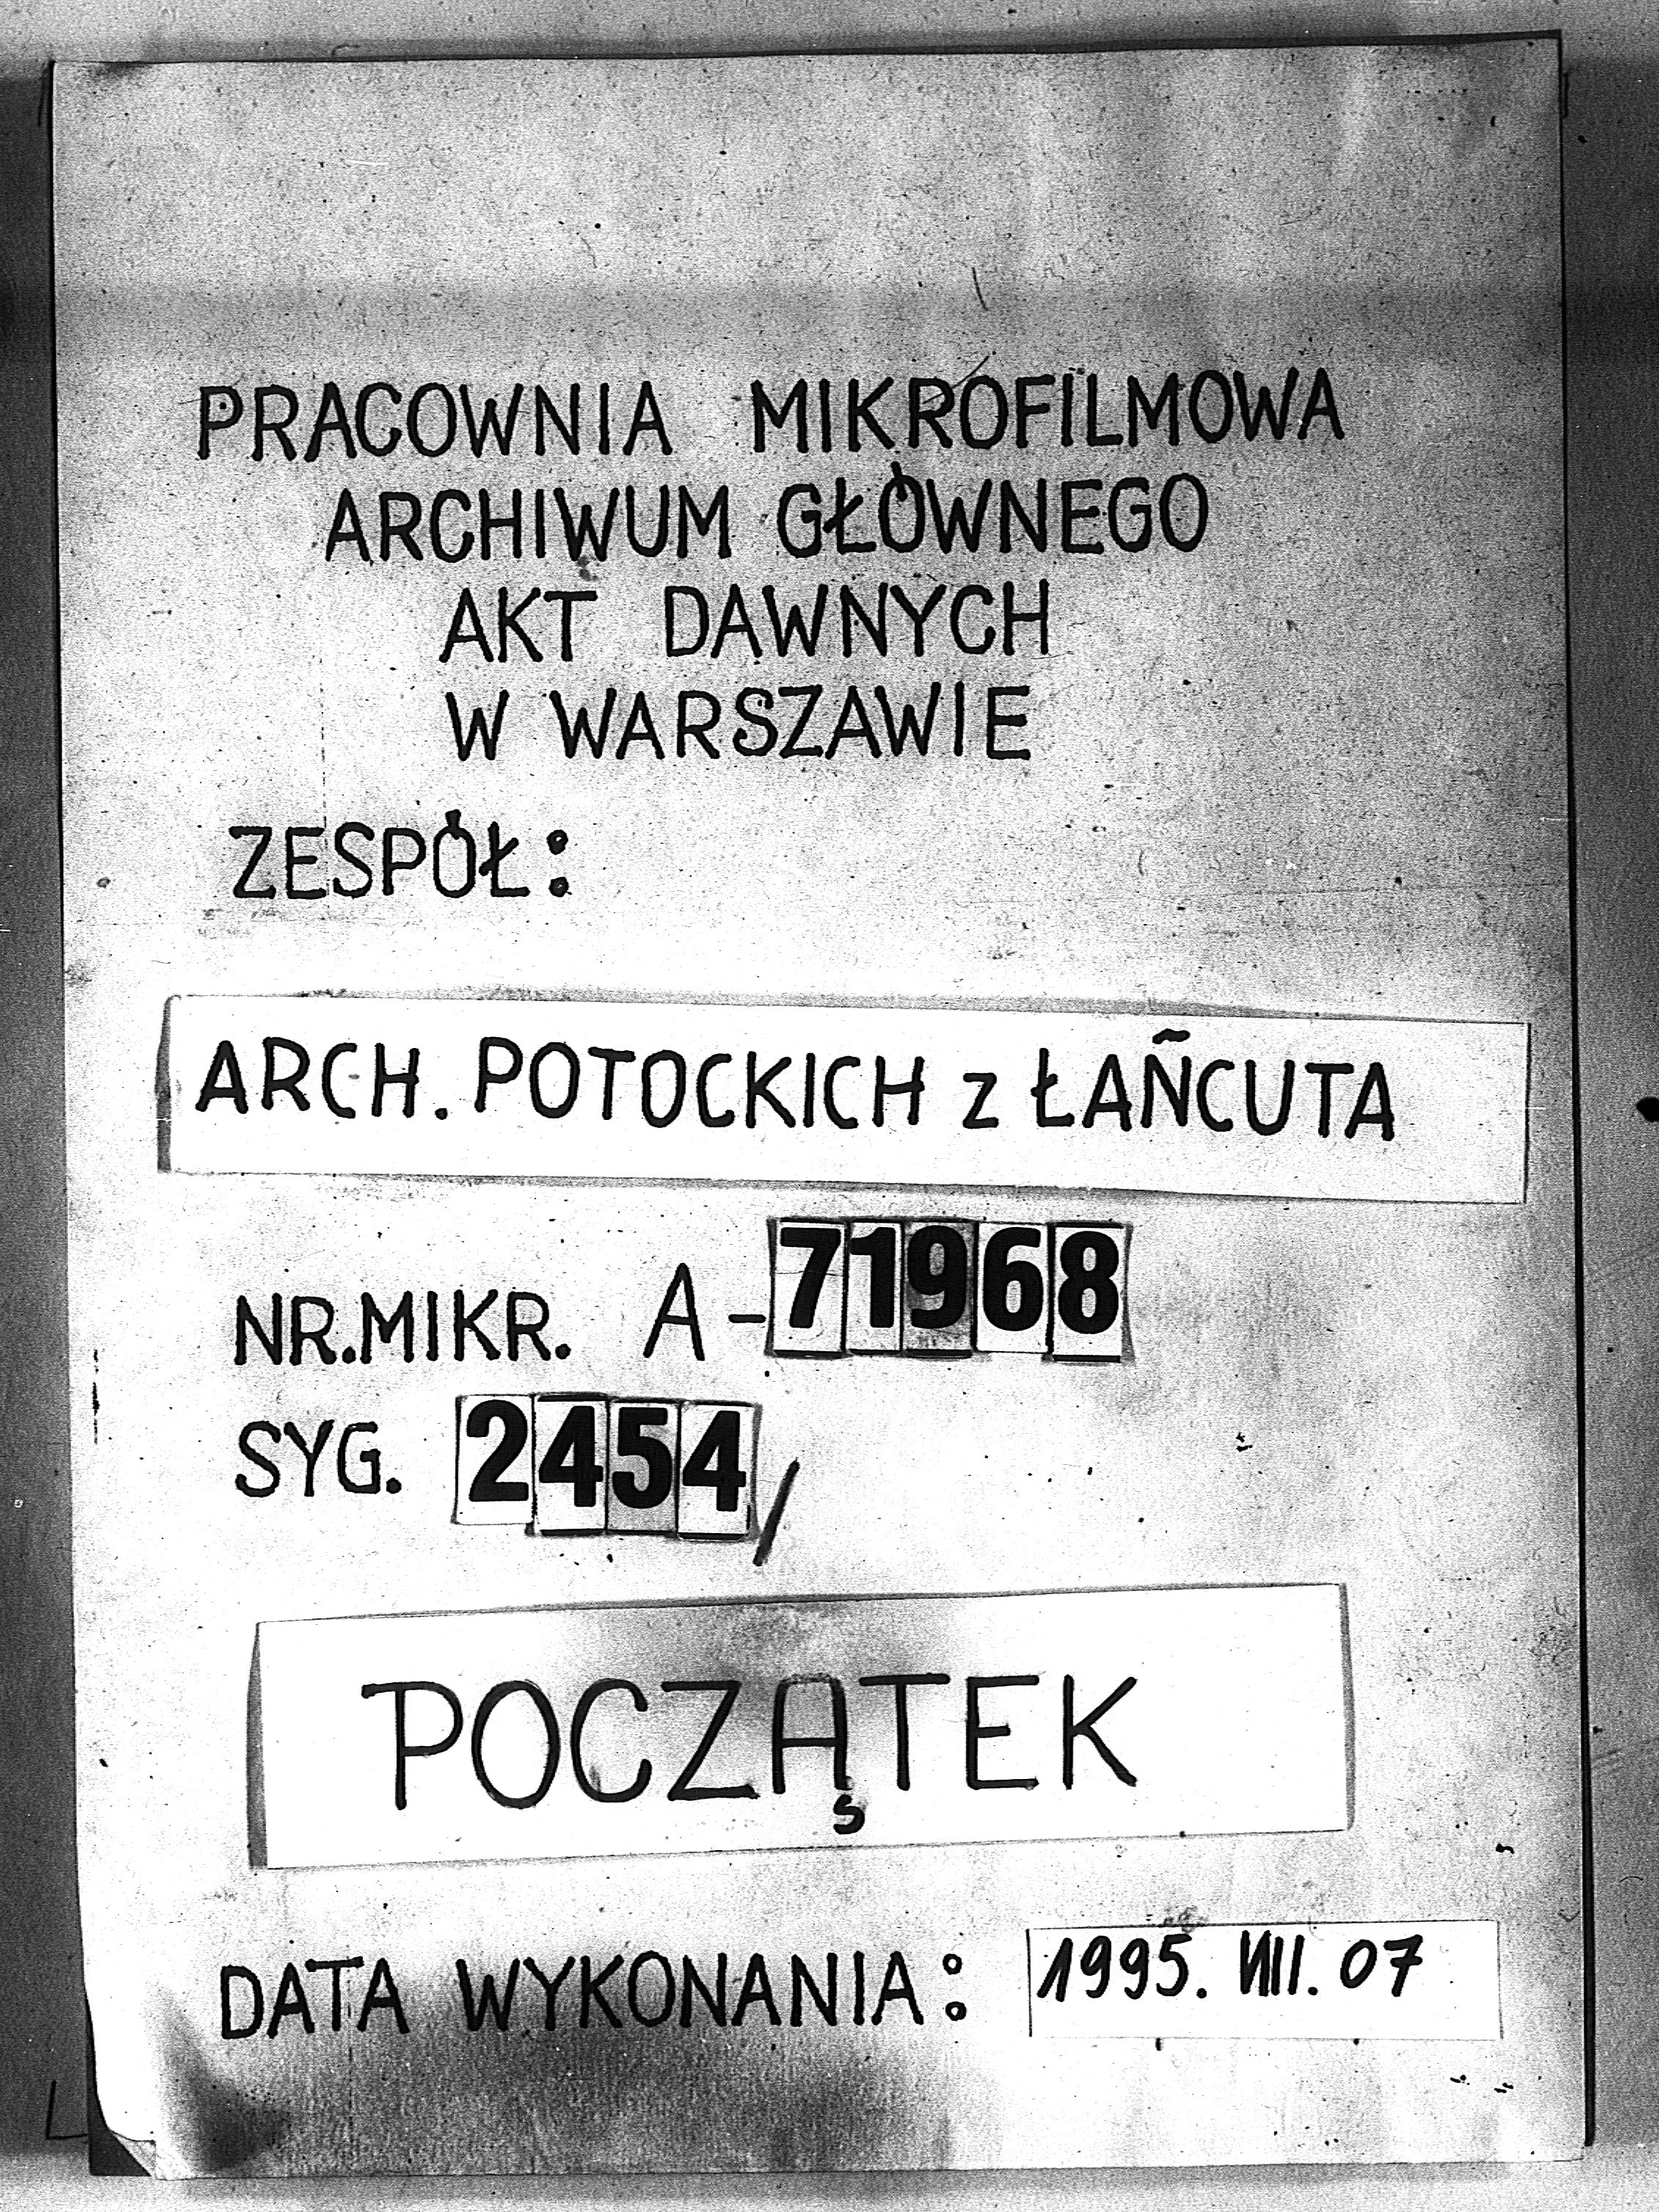 PRACOWNIA MIKROFILMOWA
ARCHIWUM GŁÓWNEGO
AKT DAWNYCH
W WARSZAWIE
ZESPÓŁ:
ARCH. POTOCKICH z ŁAŃCUTA
NR.MIKR. A-71968
SYG. 2454/
POCZĄTEK
DATA WYKONANIA: 1995. VIII. 07